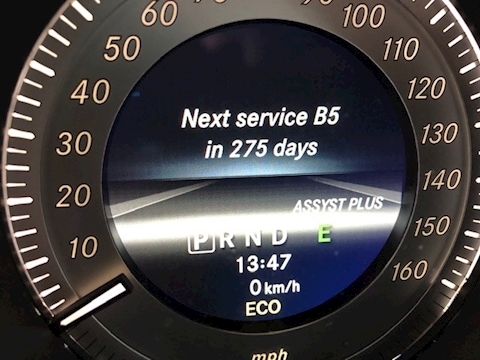 60
90
50
100
40
110
30
120
20
130
10
140
150
160
Next service B5
in 275 days
ASSYST PLUS
P R N D E
13:47
0 km/h
ECO
mph